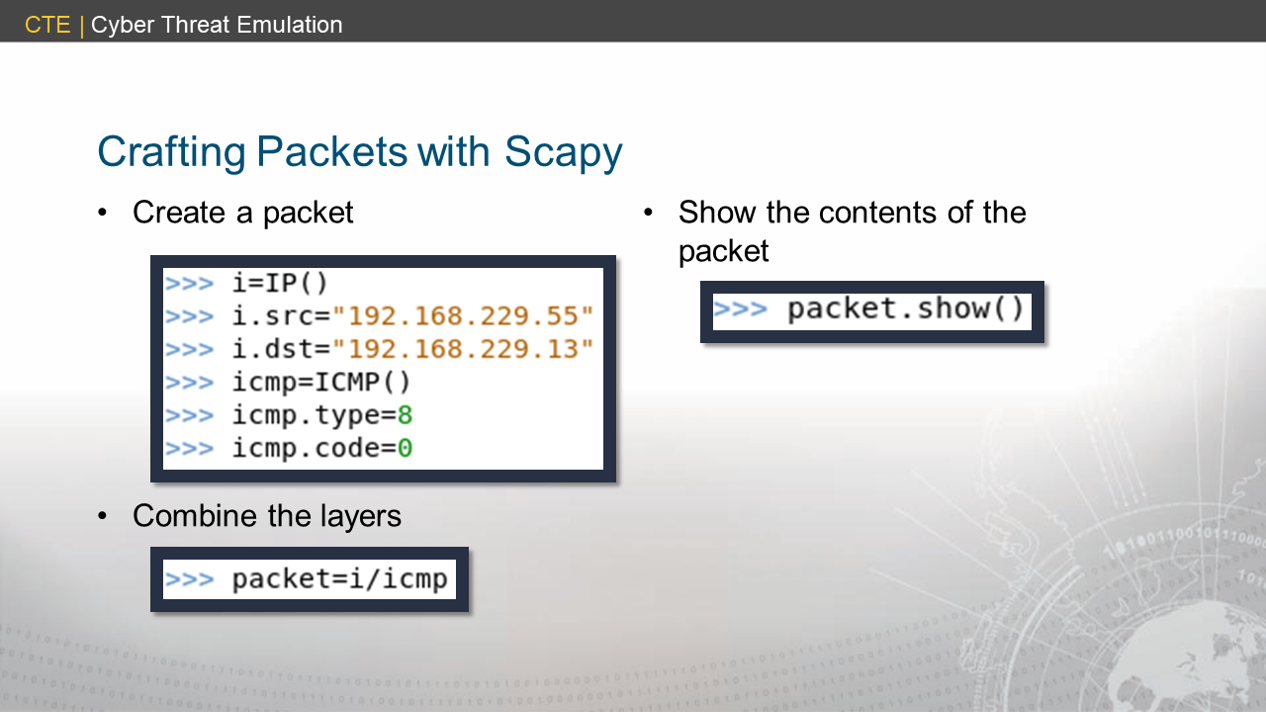 CTE | Cyber Threat Emulation
Crafting Packets with Scapy
• Create a packet
>>> i=IP()
>>> i.src="192.168.229.55"
>>> i.dst="192.168.229.13"
>>> icmp=ICMP()
>>> icmp.type=8
>>> icmp.code=0
• Combine the layers
>>> packet=i/icmp
• Show the contents of the
packet
>>> packet.show()